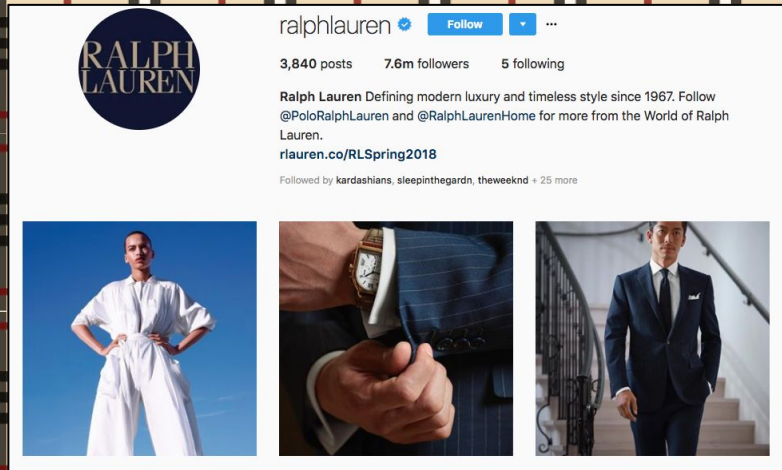 RALPH
LAUREN
ralphlauren
Follow
3,840 posts 7.6m followers 5 following
Ralph Lauren Defining modern luxury and timeless style since 1967. Follow
@PoloRalphLauren and @RalphLaurenHome for more from the World of Ralph
Lauren.
rlauren.co/RLSpring2018
Followed by kardashians, sleepinthegardn, theweeknd + 25 more